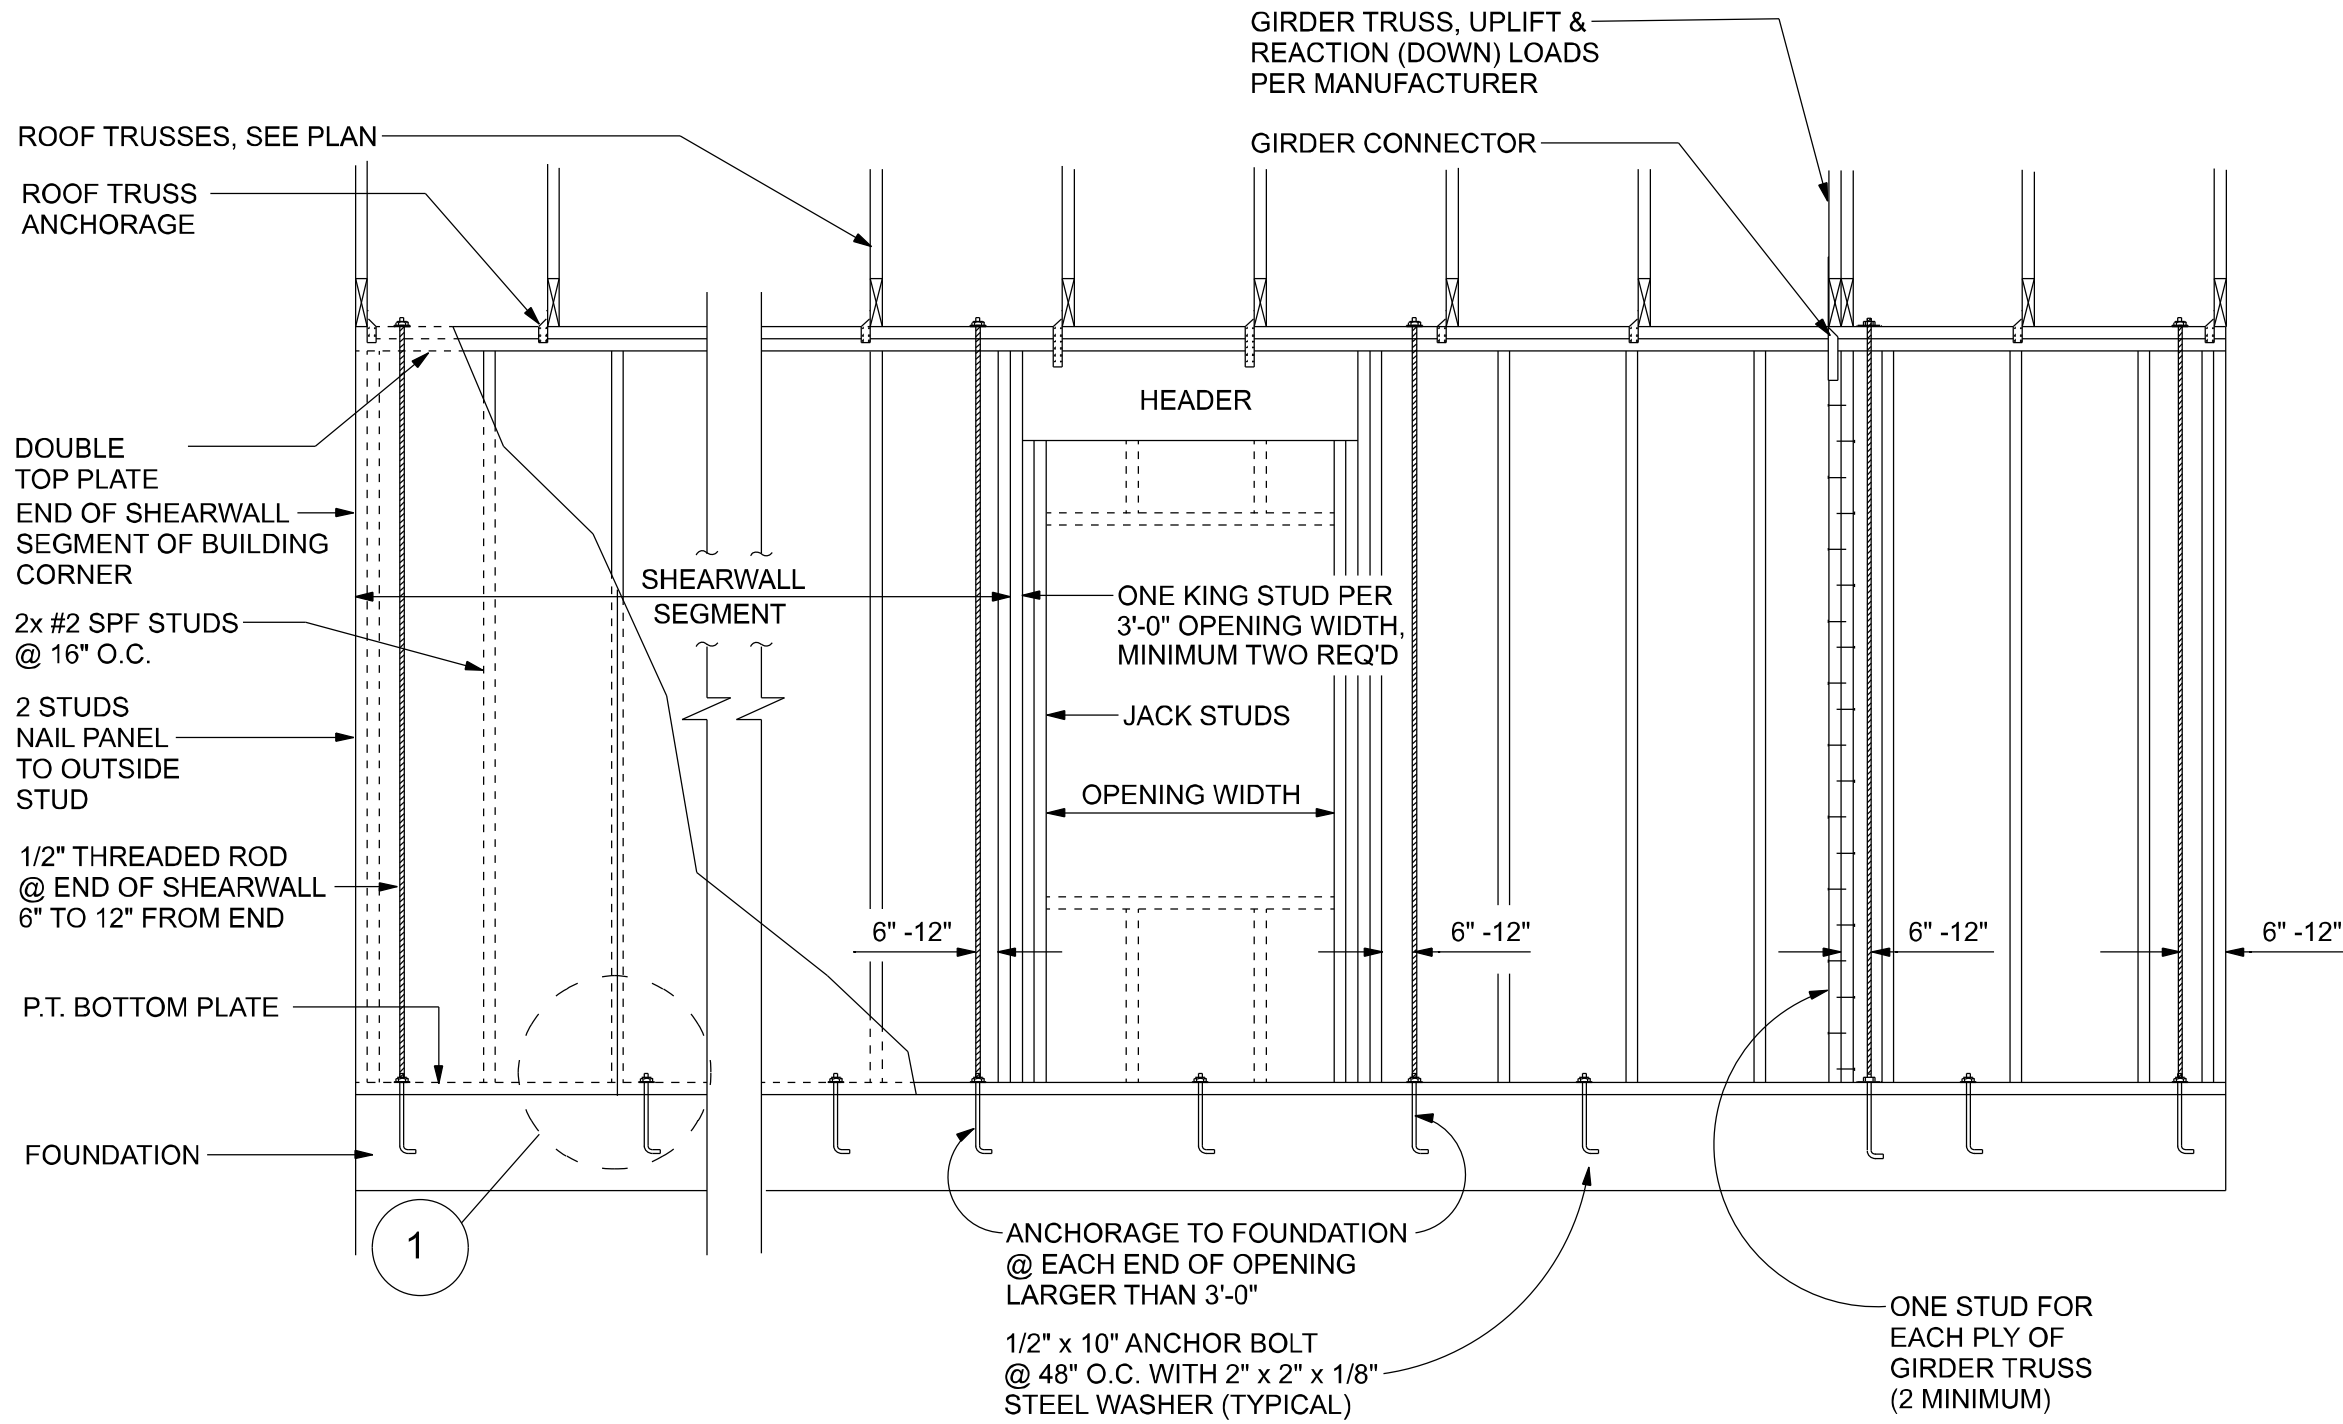 GIRDER TRUSS, UPLIFT &
REACTION (DOWN) LOADS
PER MANUFACTURER
ROOF TRUSSES, SEE PLAN
GIRDER CONNECTOR
ROOF TRUSS
ANCHORAGE
HEADER
DOUBLE
TOP PLATE
END OF SHEARWALL
SEGMENT OF BUILDING
CORNER
SHEARWALL
SEGMENT
ONE KING STUD PER
3'-0" OPENING WIDTH,
MINIMUM TWO REQ'D
2x #2 SPF STUDS
@ 16" O.C.
2 STUDS
NAIL PANEL
TO OUTSIDE
STUD
JACK STUDS
OPENING WIDTH
1/2" THREADED ROD
@ END OF SHEARWALL
6" TO 12" FROM END
6" -12"
6" -12"
6" -12"
6" -12"
P.T. BOTTOM PLATE
FOUNDATION
1
ANCHORAGE TO FOUNDATION
@ EACH END OF OPENING
LARGER THAN 3'-0"
1/2" x 10" ANCHOR BOLT
@ 48" O.C. WITH 2" x 2" x 1/8"
STEEL WASHER (TYPICAL)
ONE STUD FOR
EACH PLY OF
GIRDER TRUSS
(2 MINIMUM)